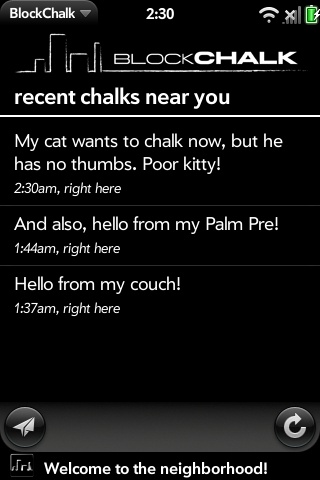 BlockChalk 2:30
BLOCKCHALK
recent chalks near you
My cat wants to chalk now, but he
has no thumbs. Poor kitty!
2:30am, right here
And also, hello from my Palm Pre!
1:44am, right here
Hello from my couch!
1:37am, right here
Welcome to the neighborhood!